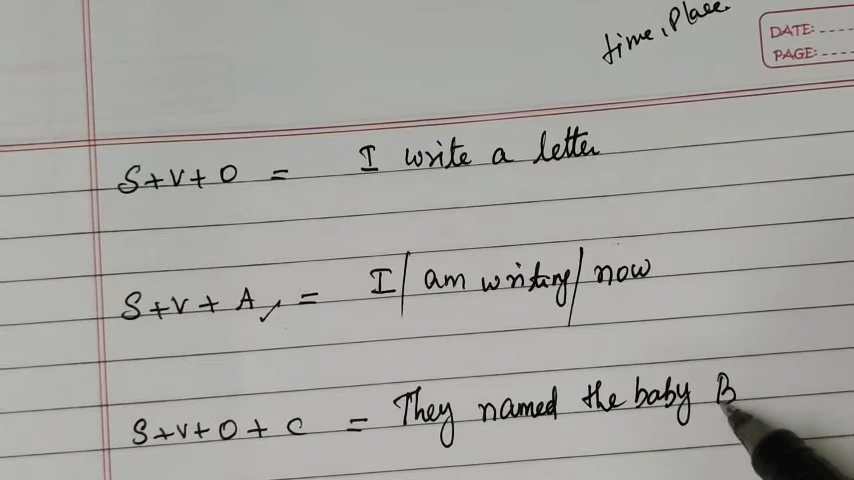 time, Place
DATE:
PAGE:
S+V+O = I write a letter
S+V+A ✓ = I / am writing / now
S+V+O+C = They named the baby B